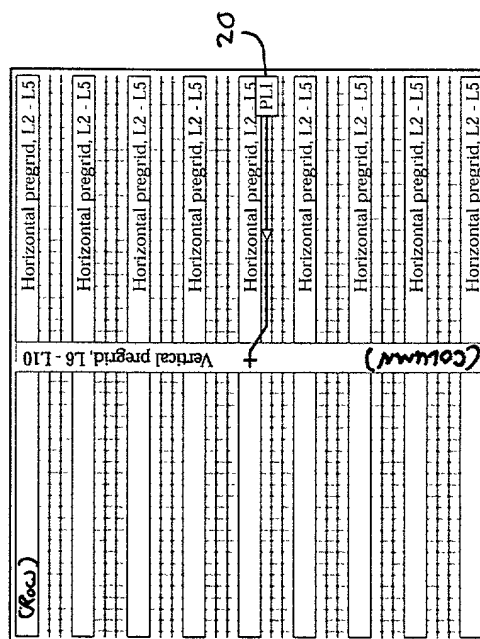 20
Horizontal pregrid, L2 - L5
Horizontal pregrid, L2 - L5
Horizontal pregrid, L2 - L5
Horizontal pregrid, L2 - L5
Horizontal pregrid, L2 - L5
PLI
Horizontal pregrid, L2 - L5
Horizontal pregrid, L2 - L5
Horizontal pregrid, L2 - L5
Horizontal pregrid, L2 - L5
Vertical pregrid, L6 - L10
(COLUMN)
(ROW)